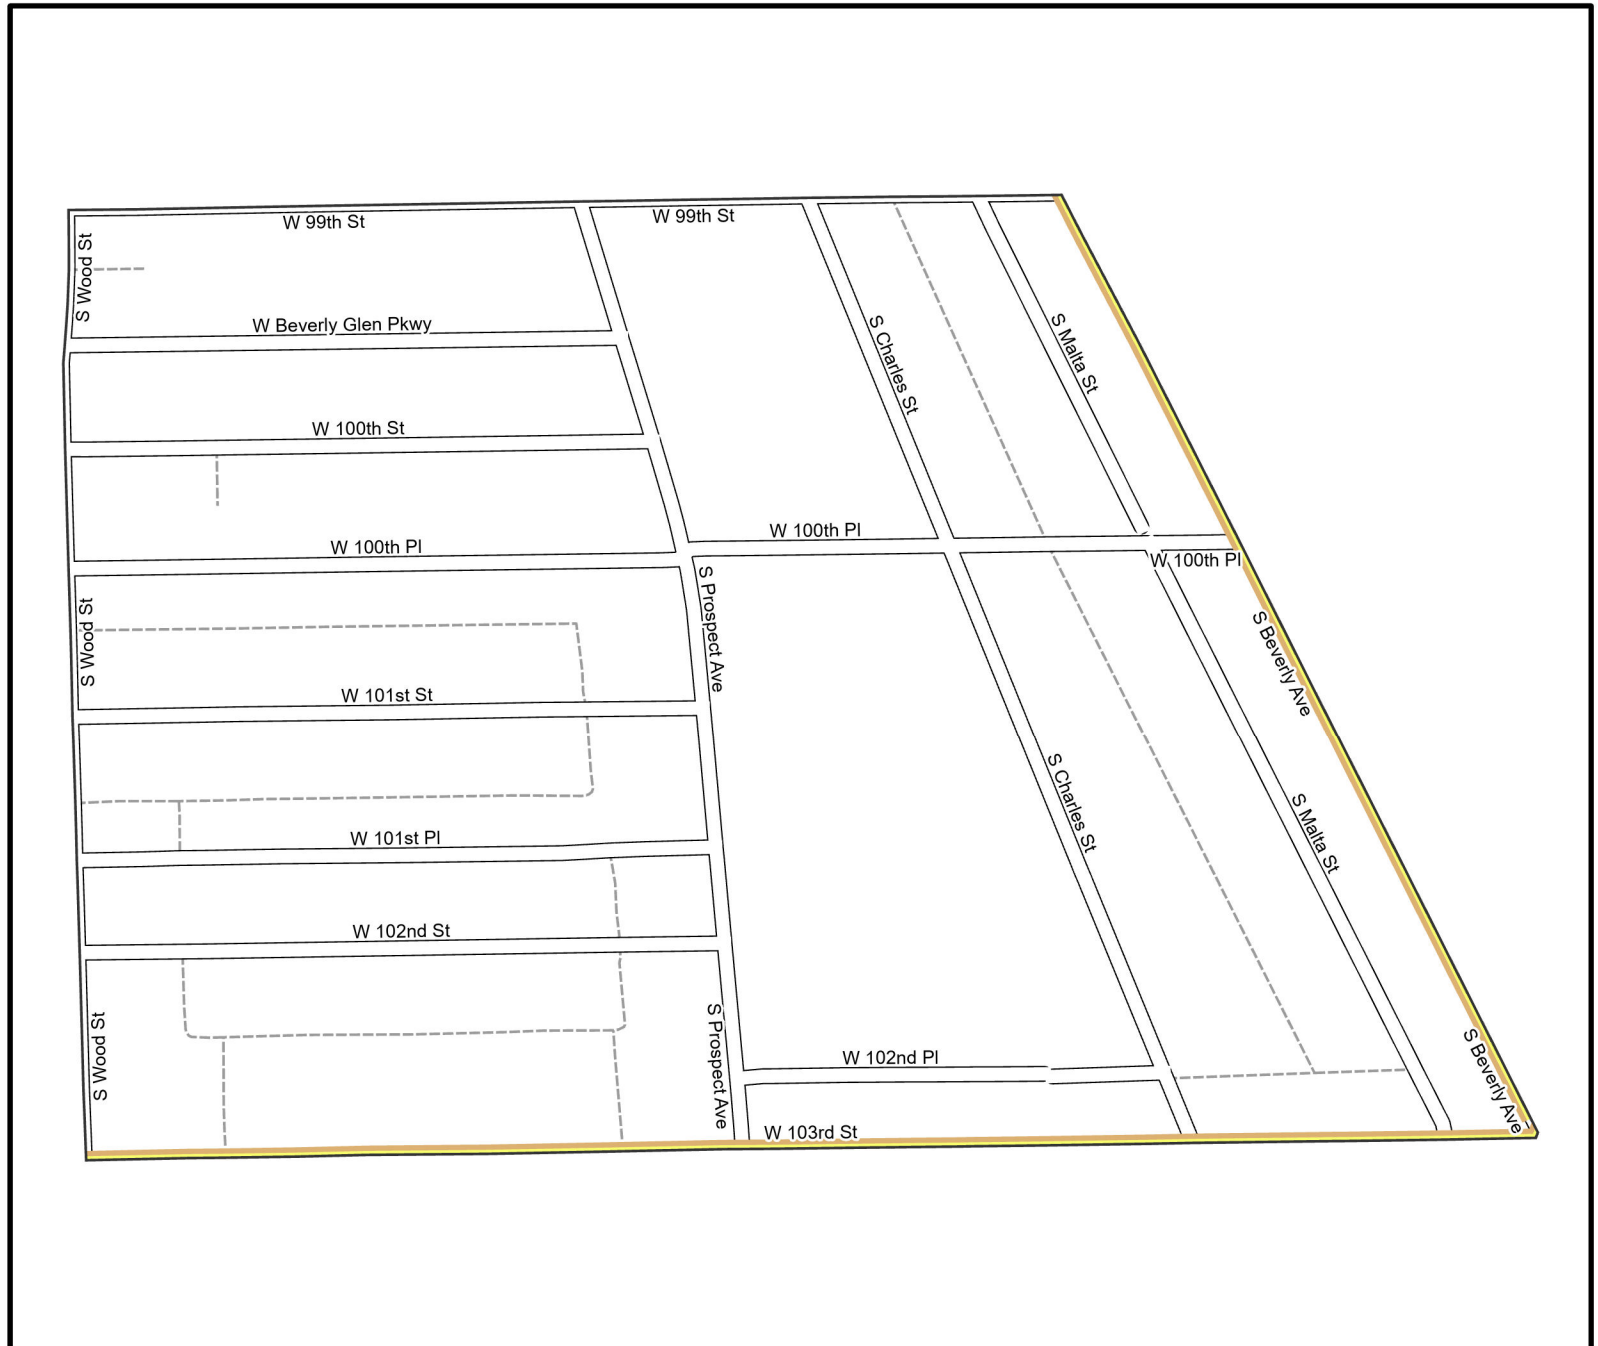 W 99th St
W 99th St
S Wood St
W Beverly Glen Pkwy
S Charles St
S Malta St
W 100th St
W 100th Pl
W 100th Pl
W 100th Pl
S Wood St
S Prospect Ave
S Beverly Ave
W 101st St
S Charles St
S Malta St
W 101st Pl
W 102nd St
S Wood St
S Prospect Ave
W 102nd Pl
S Beverly Ave
W 103rd St